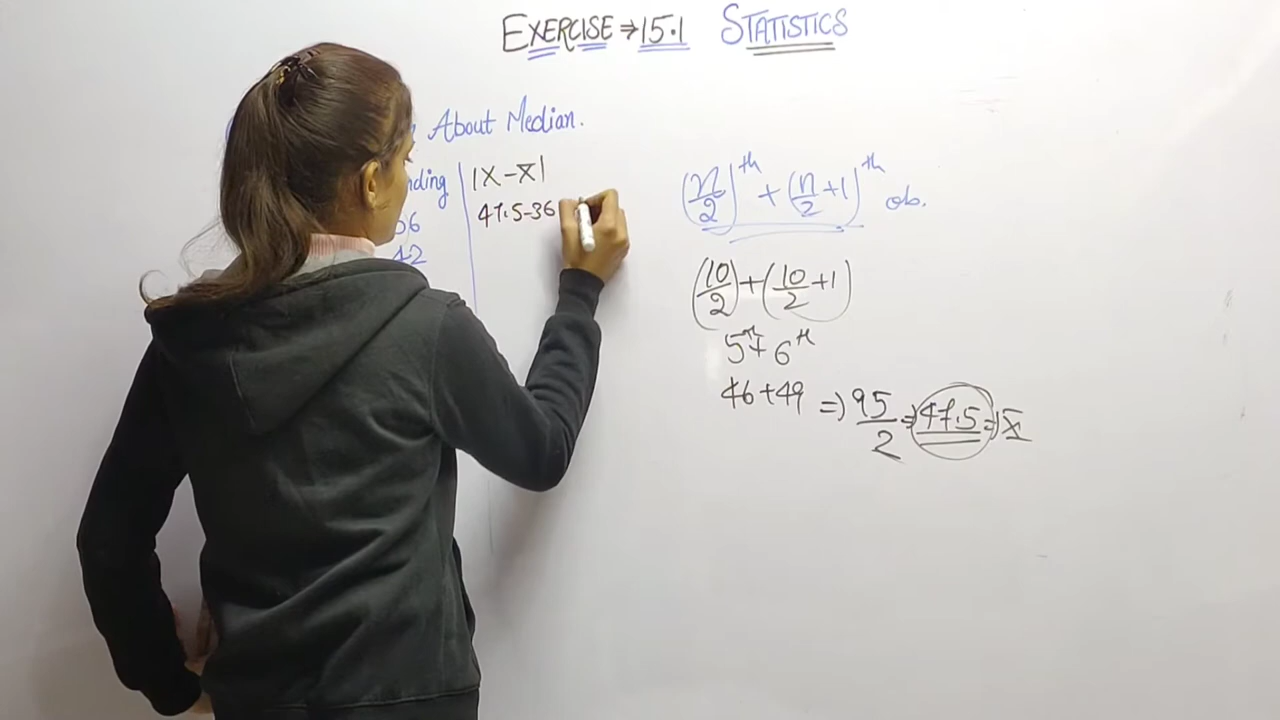 EXERCISE ⇒ 15.1 STATISTICS
About Median.
nding |X - x̄|
36 47.5-36
42
(n/2)th + (n/2 + 1)th ob.
(10/2) + (10/2 + 1)
5th + 6th
46 + 49 ⇒ 95/2 ⇒ 47.5 ⇒ x̄